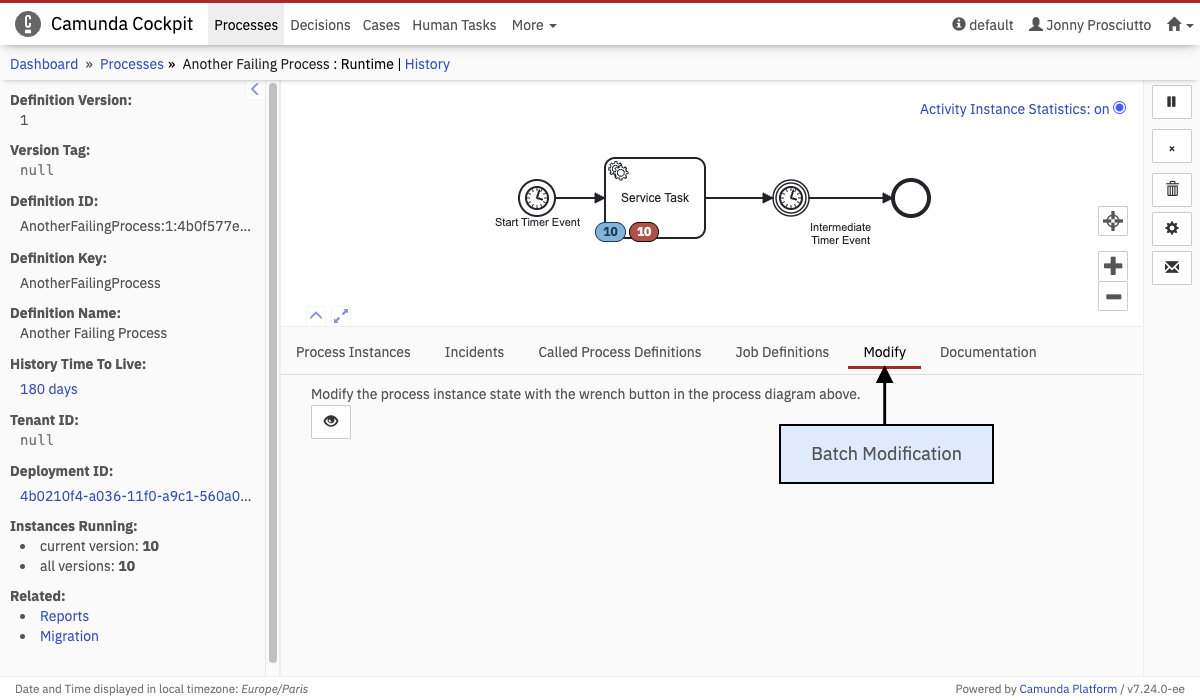 Camunda Cockpit Processes Decisions Cases Human Tasks More default Jonny Prosciutto
Dashboard » Processes » Another Failing Process : Runtime | History
Definition Version:
1
Version Tag:
null
Definition ID:
AnotherFailingProcess:1:4b0f577e...
Definition Key:
AnotherFailingProcess
Definition Name:
Another Failing Process
History Time To Live:
180 days
Tenant ID:
null
Deployment ID:
4b0210f4-a036-11f0-a9c1-560a0...
Instances Running:
• current version: 10
• all versions: 10
Related:
• Reports
• Migration
Activity Instance Statistics: on
Start Timer Event
Service Task
10 10
Intermediate
Timer Event
Process Instances Incidents Called Process Definitions Job Definitions Modify Documentation
Modify the process instance state with the wrench button in the process diagram above.
Batch Modification
Date and Time displayed in local timezone: Europe/Paris
Powered by Camunda Platform / v7.24.0-ee